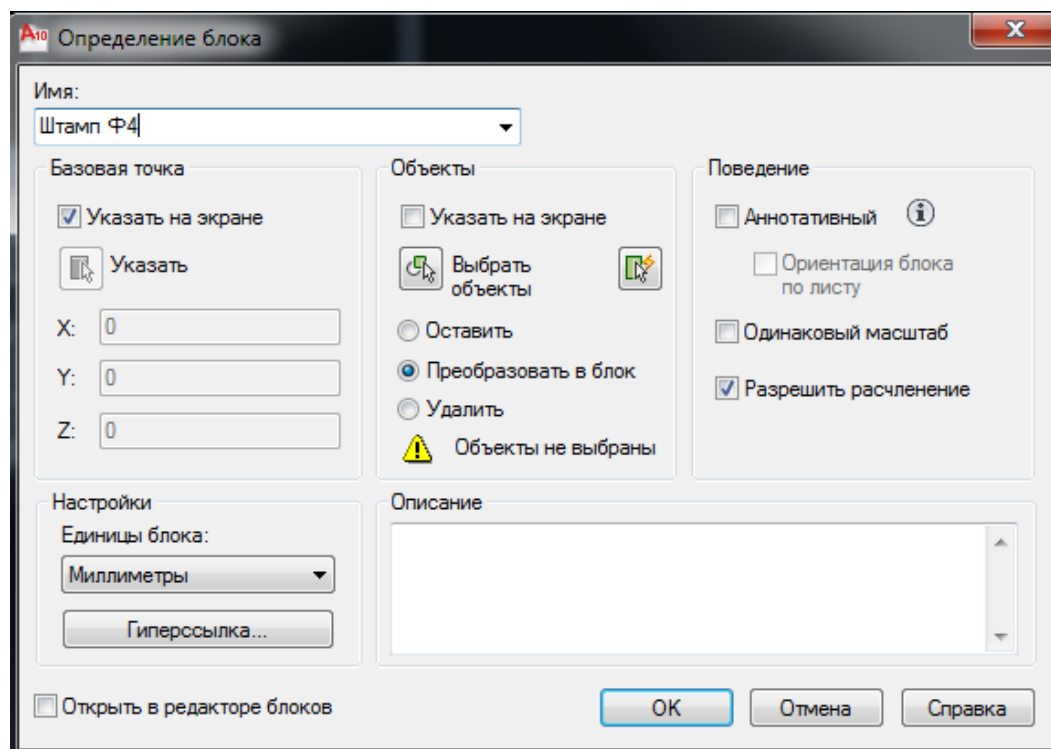 A10 Определение блока
Имя:
Штамп Ф4
Базовая точка
Указать на экране
Указать
X: 0
Y: 0
Z: 0
Объекты
Указать на экране
Выбрать
объекты
Оставить
Преобразовать в блок
Удалить
Объекты не выбраны
Поведение
Аннотативный
Ориентация блока
по листу
Одинаковый масштаб
Разрешить расчленение
Настройки
Единицы блока:
Миллиметры
Гиперссылка...
Описание
Открыть в редакторе блоков
OK
Отмена
Справка